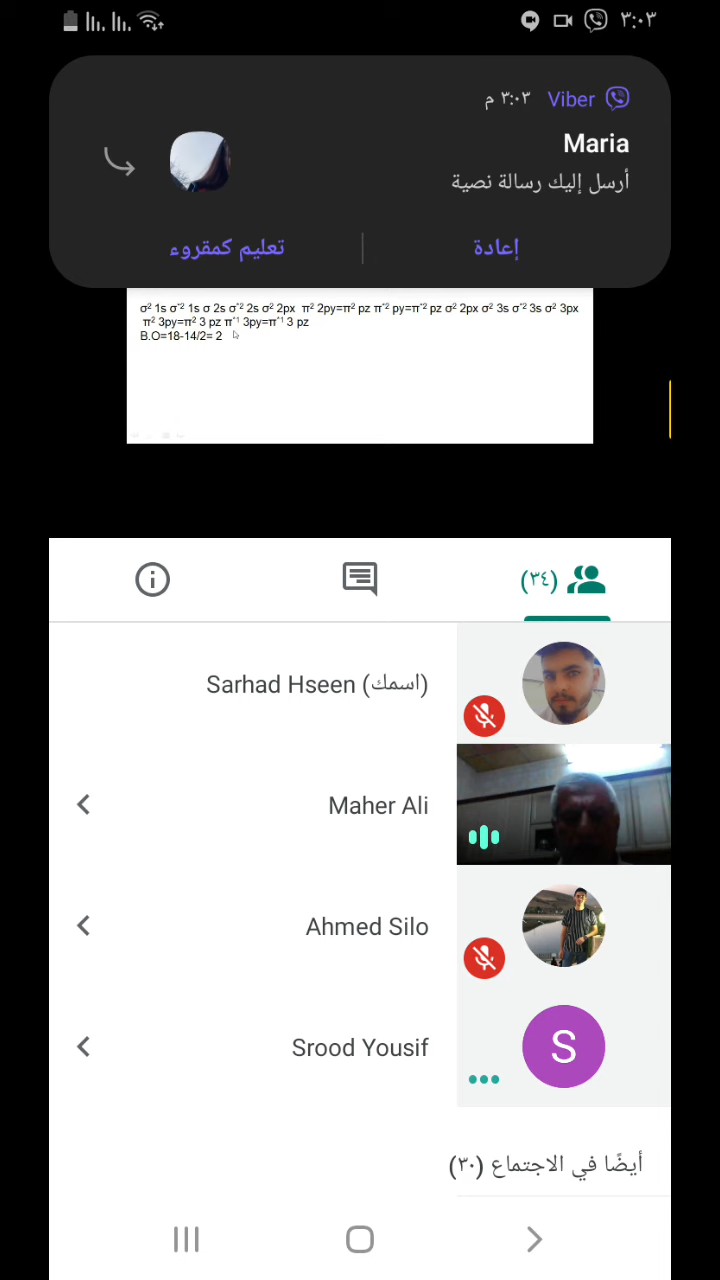 ٣:٠٣
Viber ٣:٠٣ م
Maria
أرسل إليك رسالة نصية
إعادة
تعليم كمقروء
σ² 1s σ*² 1s σ 2s σ*² 2s σ² 2px π² 2py=π² pz π*² py=π*² pz σ² 2px σ² 3s σ*² 3s σ² 3px
π² 3py=π² 3 pz π*¹ 3py=π*¹ 3 pz
B.O=18-14/2= 2
(٣٤)
Sarhad Hseen (اسمك)
Maher Ali
Ahmed Silo
Srood Yousif
S
أيضًا في الاجتماع (٣٠)